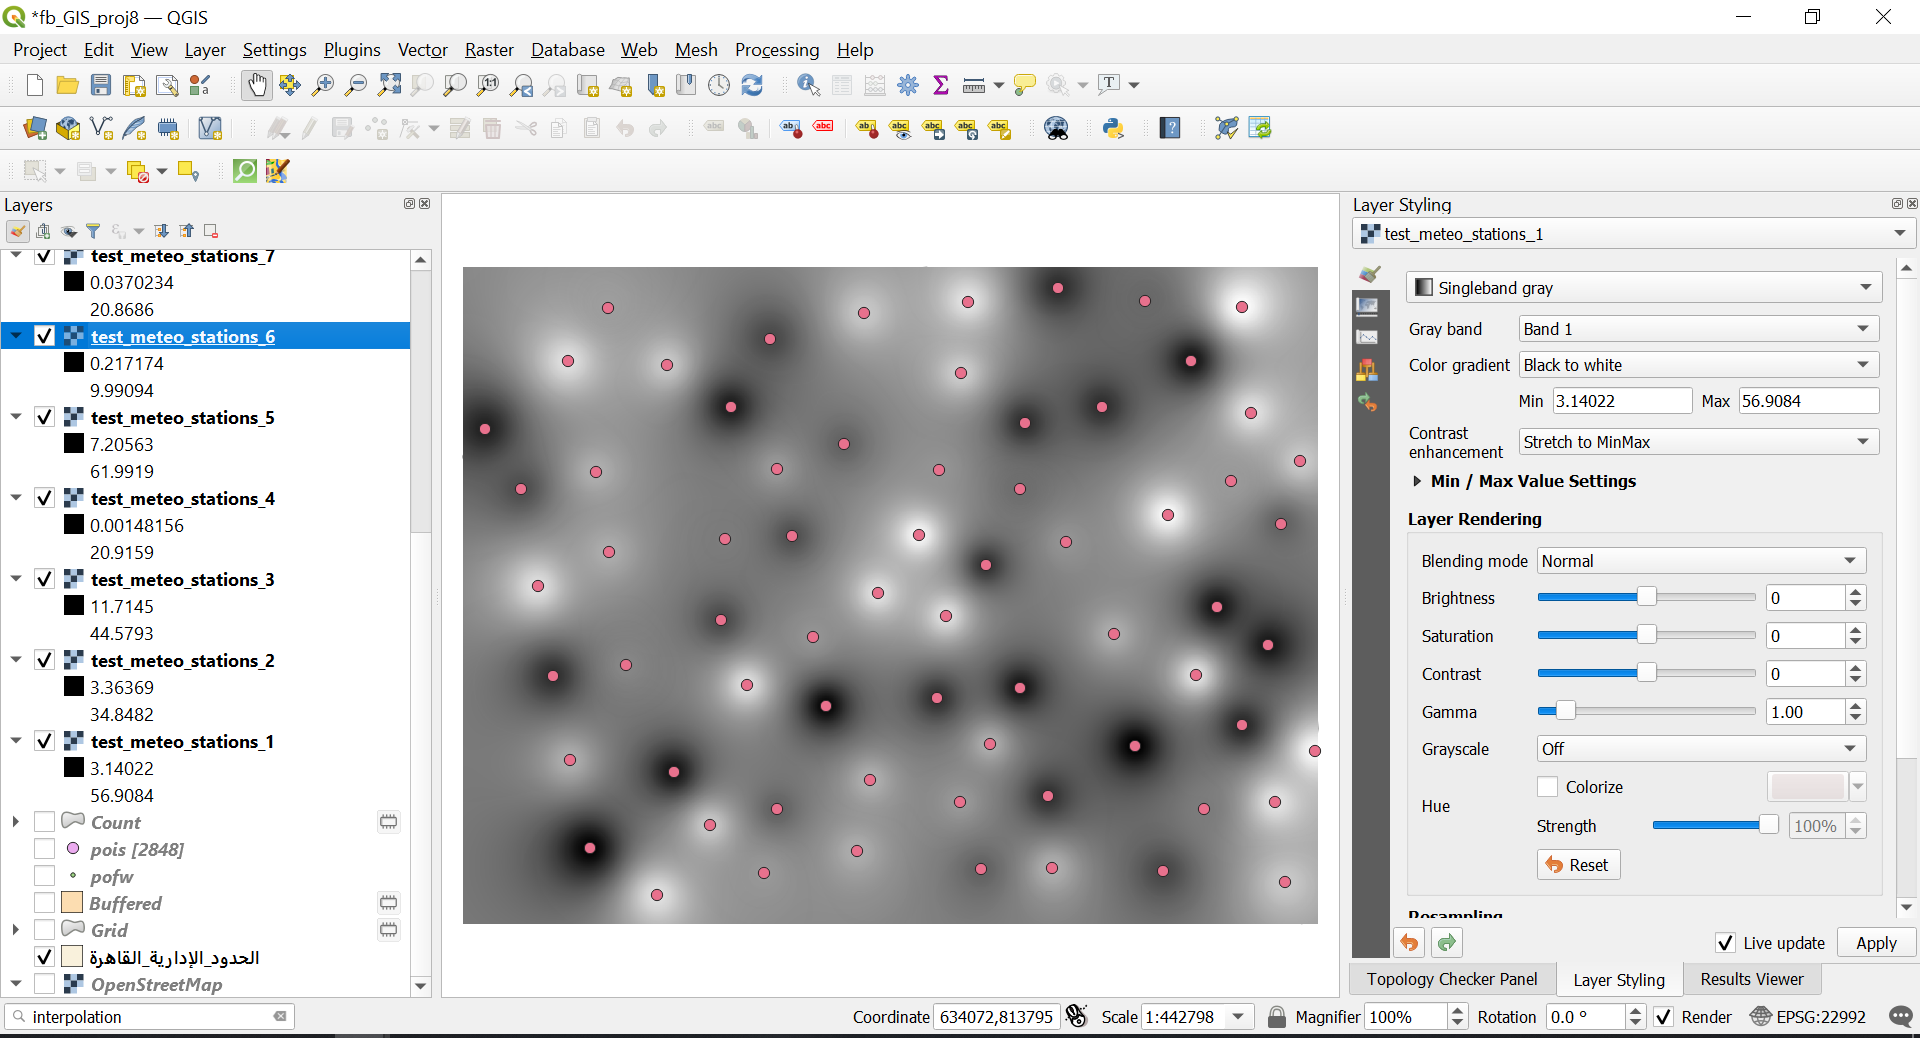 *fb_GIS_proj8 — QGIS
Project Edit View Layer Settings Plugins Vector Raster Database Web Mesh Processing Help
Layers
test_meteo_stations_7
0.0370234
20.8686
test_meteo_stations_6
0.217174
9.99094
test_meteo_stations_5
7.20563
61.9919
test_meteo_stations_4
0.00148156
20.9159
test_meteo_stations_3
11.7145
44.5793
test_meteo_stations_2
3.36369
34.8482
test_meteo_stations_1
3.14022
56.9084
Count
pois [2848]
pofw
Buffered
Grid
الحدود_الإدارية_القاهرة
OpenStreetMap
Layer Styling
test_meteo_stations_1
Singleband gray
Gray band Band 1
Color gradient Black to white
Min 3.14022 Max 56.9084
Contrast enhancement Stretch to MinMax
Min / Max Value Settings
Layer Rendering
Blending mode Normal
Brightness 0
Saturation 0
Contrast 0
Gamma 1.00
Grayscale Off
Hue
Colorize
Strength 100%
Reset
Resampling
Live update Apply
Topology Checker Panel Layer Styling Results Viewer
interpolation Coordinate 634072,813795 Scale 1:442798 Magnifier 100% Rotation 0.0 ° Render EPSG:22992